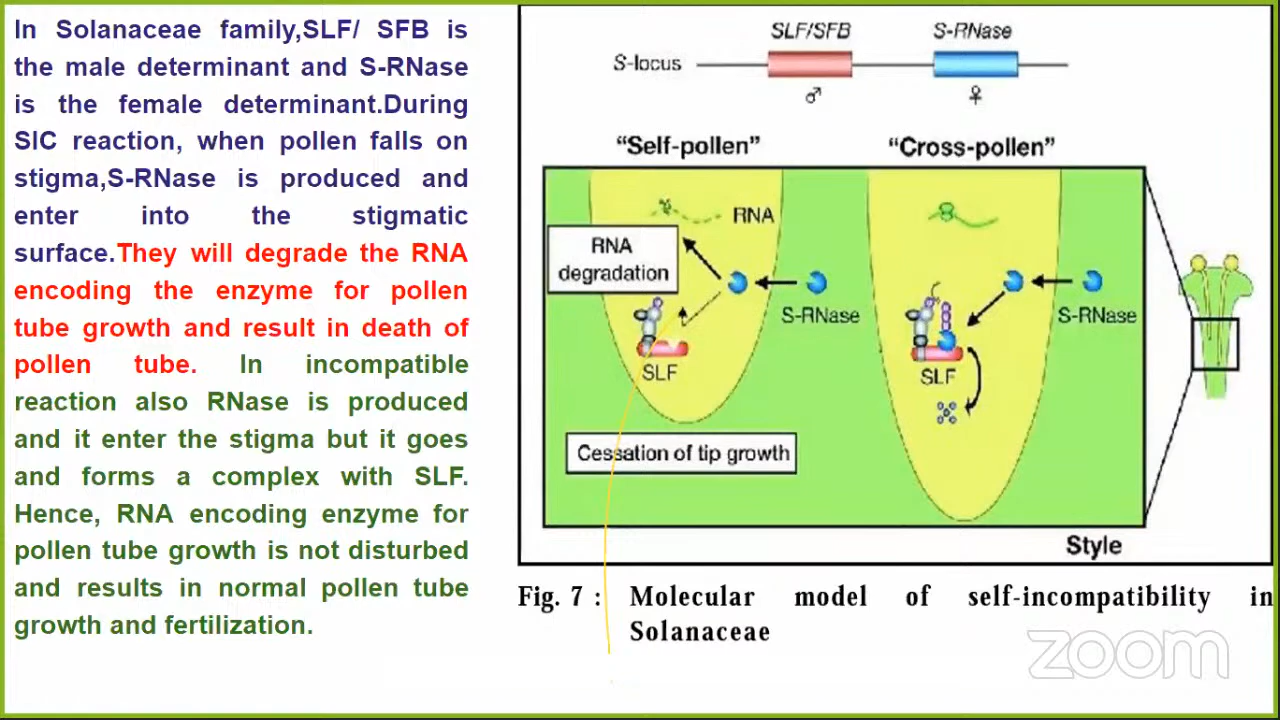 In Solanaceae family,SLF/ SFB is
the male determinant and S-RNase
is the female determinant.During
SIC reaction, when pollen falls on
stigma,S-RNase is produced and
enter into the stigmatic
surface.They will degrade the RNA
encoding the enzyme for pollen
tube growth and result in death of
pollen tube. In incompatible
reaction also RNase is produced
and it enter the stigma but it goes
and forms a complex with SLF.
Hence, RNA encoding enzyme for
pollen tube growth is not disturbed
and results in normal pollen tube
growth and fertilization.
SLF/SFB S-RNase
S-locus
♂ ♀
"Self-pollen" "Cross-pollen"
RNA
RNA
degradation
S-RNase
S-RNase
SLF
SLF
Cessation of tip growth
Style
Fig. 7 : Molecular model of self-incompatibility in
Solanaceae
zoom